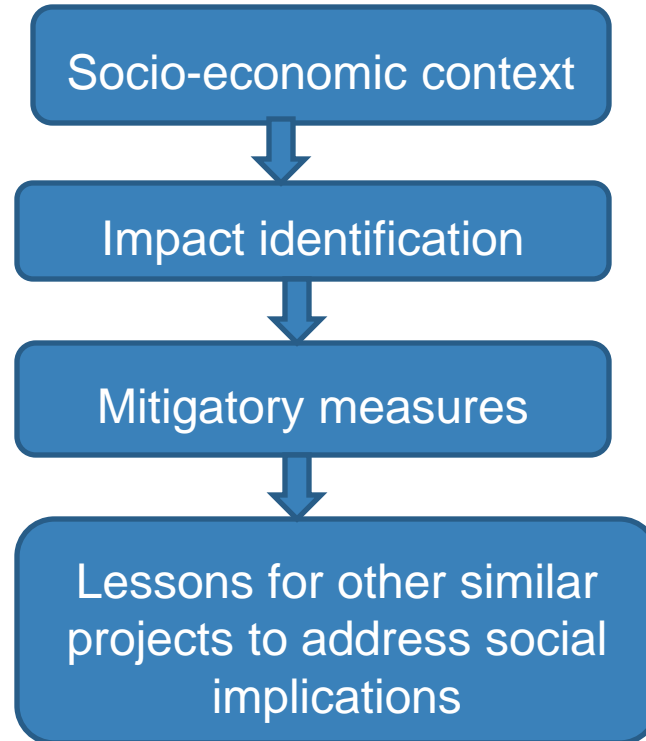 Socio-economic context
Impact identification
Mitigatory measures
Lessons for other similar
projects to address social
implications